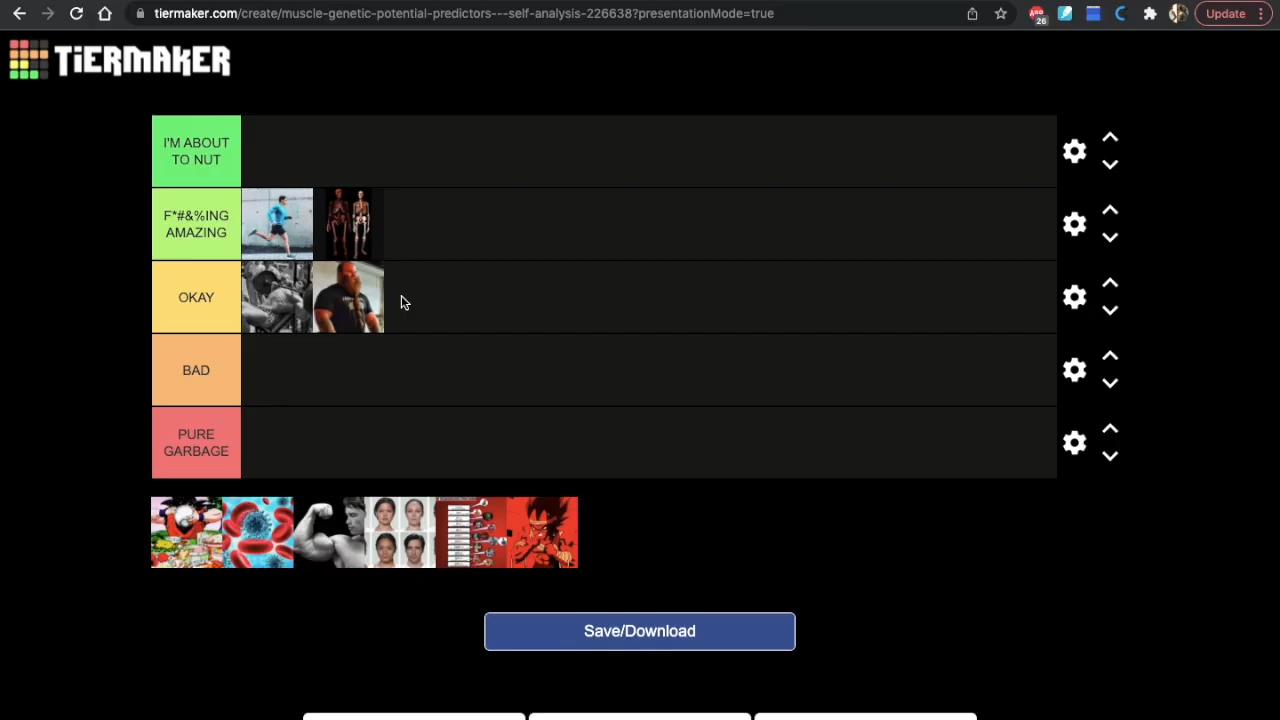 tiermaker.com/create/muscle-genetic-potential-predictors---self-analysis-226638?presentationMode=true
26
Update
TiERMAKER
I'M ABOUT
TO NUT
F*#&%ING
AMAZING
OKAY
BAD
PURE
GARBAGE
Save/Download